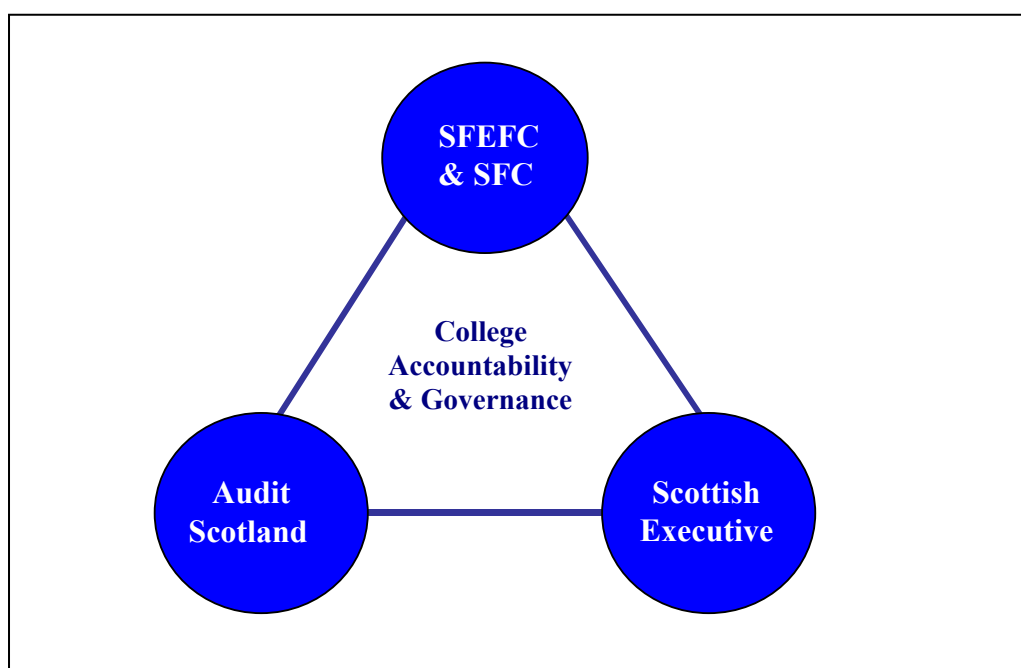 SFEFC
& SFC
College
Accountability
& Governance
Audit
Scotland
Scottish
Executive